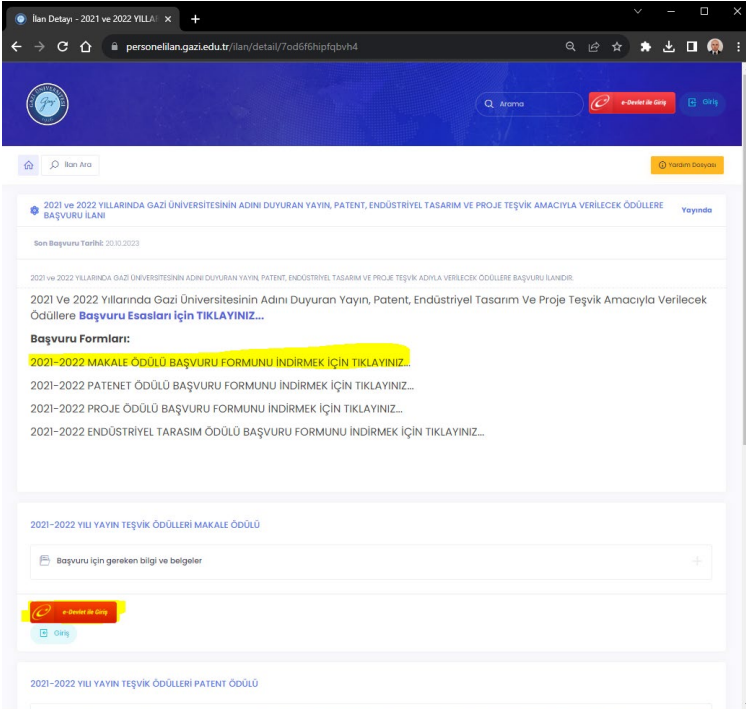 İlan Detayı - 2021 ve 2022 YILLAI
personelilan.gazi.edu.tr/ilan/detail/7od6f6hipfqbvh4
Arama
e-Devlet ile Giriş
Giriş
İlan Ara
Yardım Dosyası
2021 ve 2022 YILLARINDA GAZİ ÜNİVERSİTESİNİN ADINI DUYURAN YAYIN, PATENT, ENDÜSTRİYEL TASARIM VE PROJE TEŞVİK AMACIYLA VERİLECEK ÖDÜLLERE
BAŞVURU İLANI
Yayında
Son Başvuru Tarihi: 20.10.2023
2021 ve 2022 YILLARINDA GAZİ ÜNİVERSİTESİNİN ADINI DUYURAN YAYIN, PATENT, ENDÜSTRİYEL TASARIM VE PROJE TEŞVİK ADIYLA VERİLECEK ÖDÜLLERE BAŞVURU İLANIDIR.
2021 Ve 2022 Yıllarında Gazi Üniversitesinin Adını Duyuran Yayın, Patent, Endüstriyel Tasarım Ve Proje Teşvik Amacıyla Verilecek
Ödüllere Başvuru Esasları için TIKLAYINIZ...
Başvuru Formları:
2021-2022 MAKALE ÖDÜLÜ BAŞVURU FORMUNU İNDİRMEK İÇİN TIKLAYINIZ...
2021-2022 PATENET ÖDÜLÜ BAŞVURU FORMUNU İNDİRMEK İÇİN TIKLAYINIZ...
2021-2022 PROJE ÖDÜLÜ BAŞVURU FORMUNU İNDİRMEK İÇİN TIKLAYINIZ...
2021-2022 ENDÜSTRİYEL TARASIM ÖDÜLÜ BAŞVURU FORMUNU İNDİRMEK İÇİN TIKLAYINIZ...
2021-2022 YILI YAYIN TEŞVİK ÖDÜLLERİ MAKALE ÖDÜLÜ
Başvuru için gereken bilgi ve belgeler
e-Devlet ile Giriş
Giriş
2021-2022 YILI YAYIN TEŞVİK ÖDÜLLERİ PATENT ÖDÜLÜ